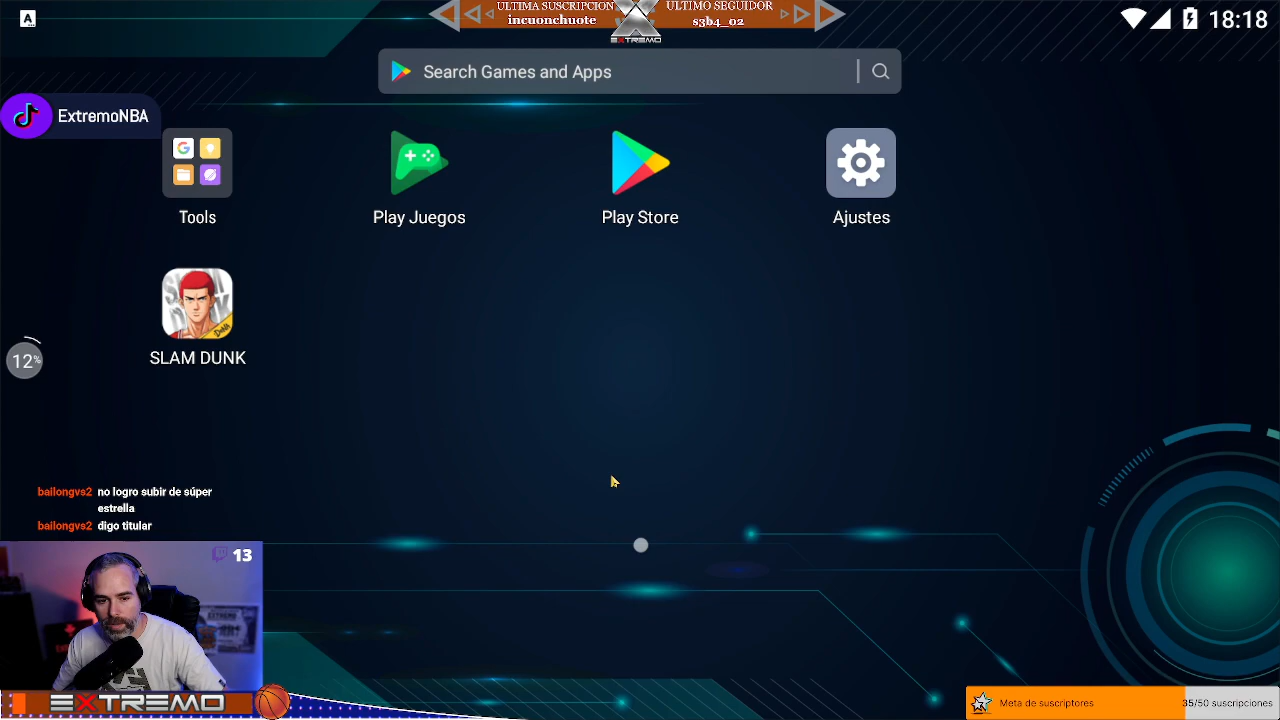 A
ULTIMA SUSCRIPCION
incuonchuote
EXTREMO
ULTIMO SEGUIDOR
s3b4_02
18:18
Search Games and Apps
ExtremoNBA
Tools
Play Juegos
Play Store
Ajustes
SLAM DUNK
12%
bailongvs2 no logro subir de súper
estrella
bailongvs2 digo titular
13
EXTREMO
Meta de suscriptores
35/50 suscripciones